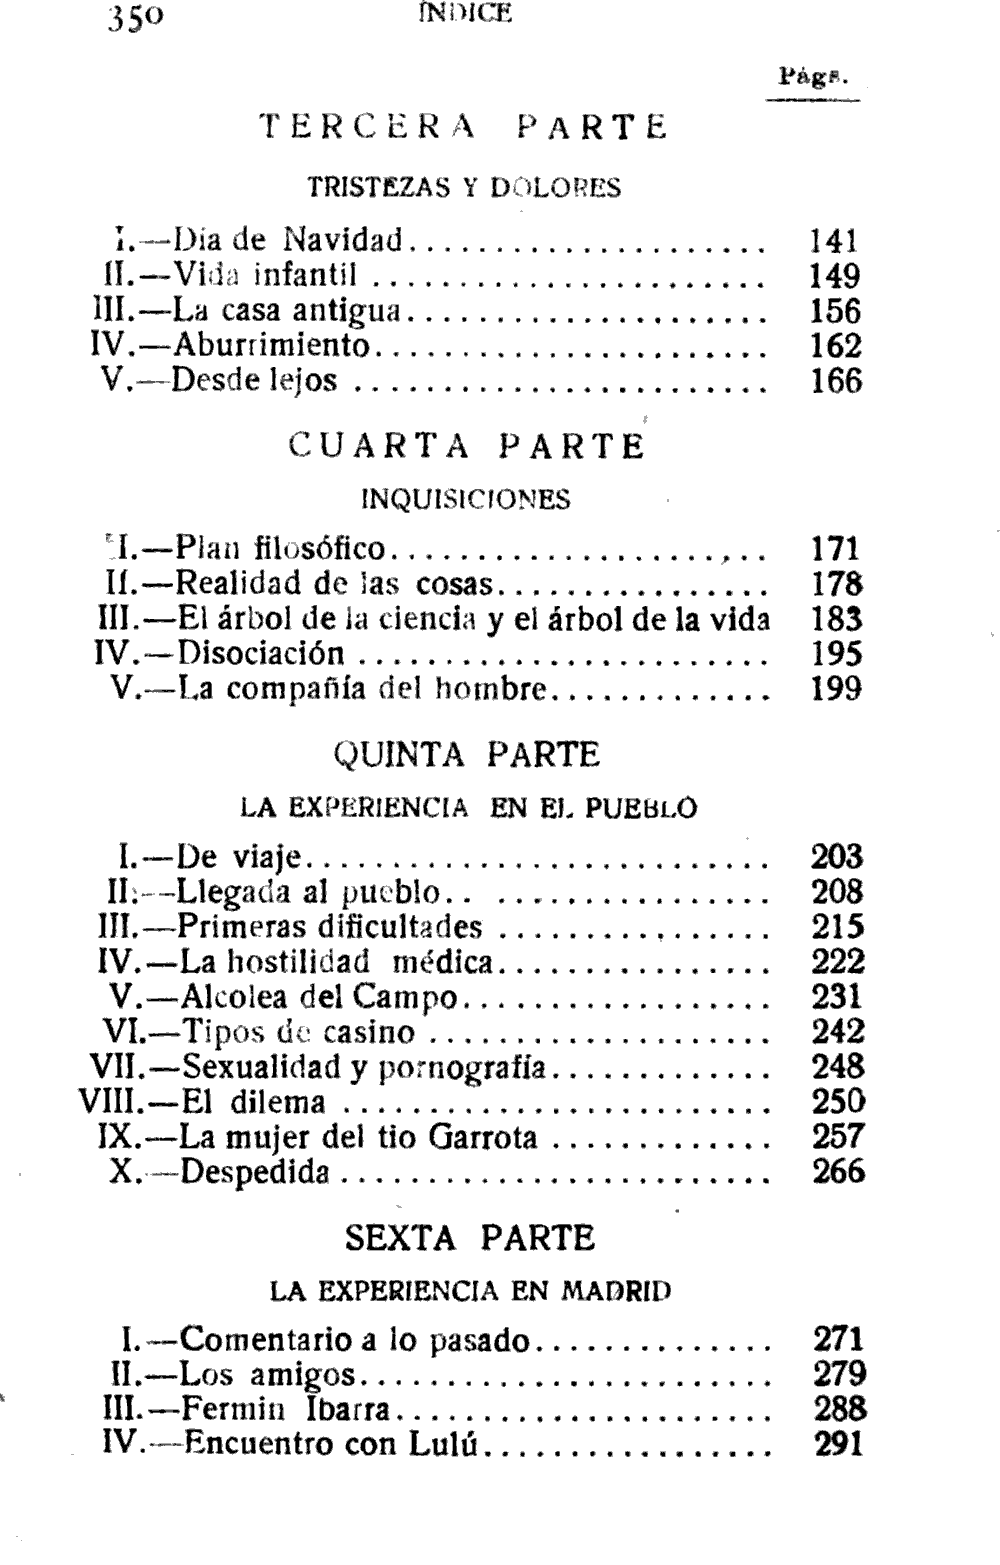 350 ÍNDICE
Págs.
TERCERA PARTE
TRISTEZAS Y DOLORES
I.—Día de Navidad...................... 141
II.—Vida infantil ........................ 149
III.—La casa antigua...................... 156
IV.—Aburrimiento........................ 162
V.—Desde lejos ......................... 166
CUARTA PARTE
INQUISICIONES
I.—Plan filosófico....................... 171
II.—Realidad de las cosas................ 178
III.—El árbol de la ciencia y el árbol de la vida 183
IV.—Disociación ......................... 195
V.—La compañía del hombre............. 199
QUINTA PARTE
LA EXPERIENCIA EN EL PUEBLO
I.—De viaje............................ 203
II.—Llegada al pueblo.. ................. 208
III.—Primeras dificultades ................ 215
IV.—La hostilidad médica................. 222
V.—Alcolea del Campo................... 231
VI.—Tipos de casino ..................... 242
VII.—Sexualidad y pornografía............. 248
VIII.—El dilema .......................... 250
IX.—La mujer del tio Garrota ............. 257
X.—Despedida .......................... 266
SEXTA PARTE
LA EXPERIENCIA EN MADRID
I.—Comentario a lo pasado.............. 271
II.—Los amigos......................... 279
III.—Fermin Ibarra....................... 288
IV.—Encuentro con Lulú................. 291